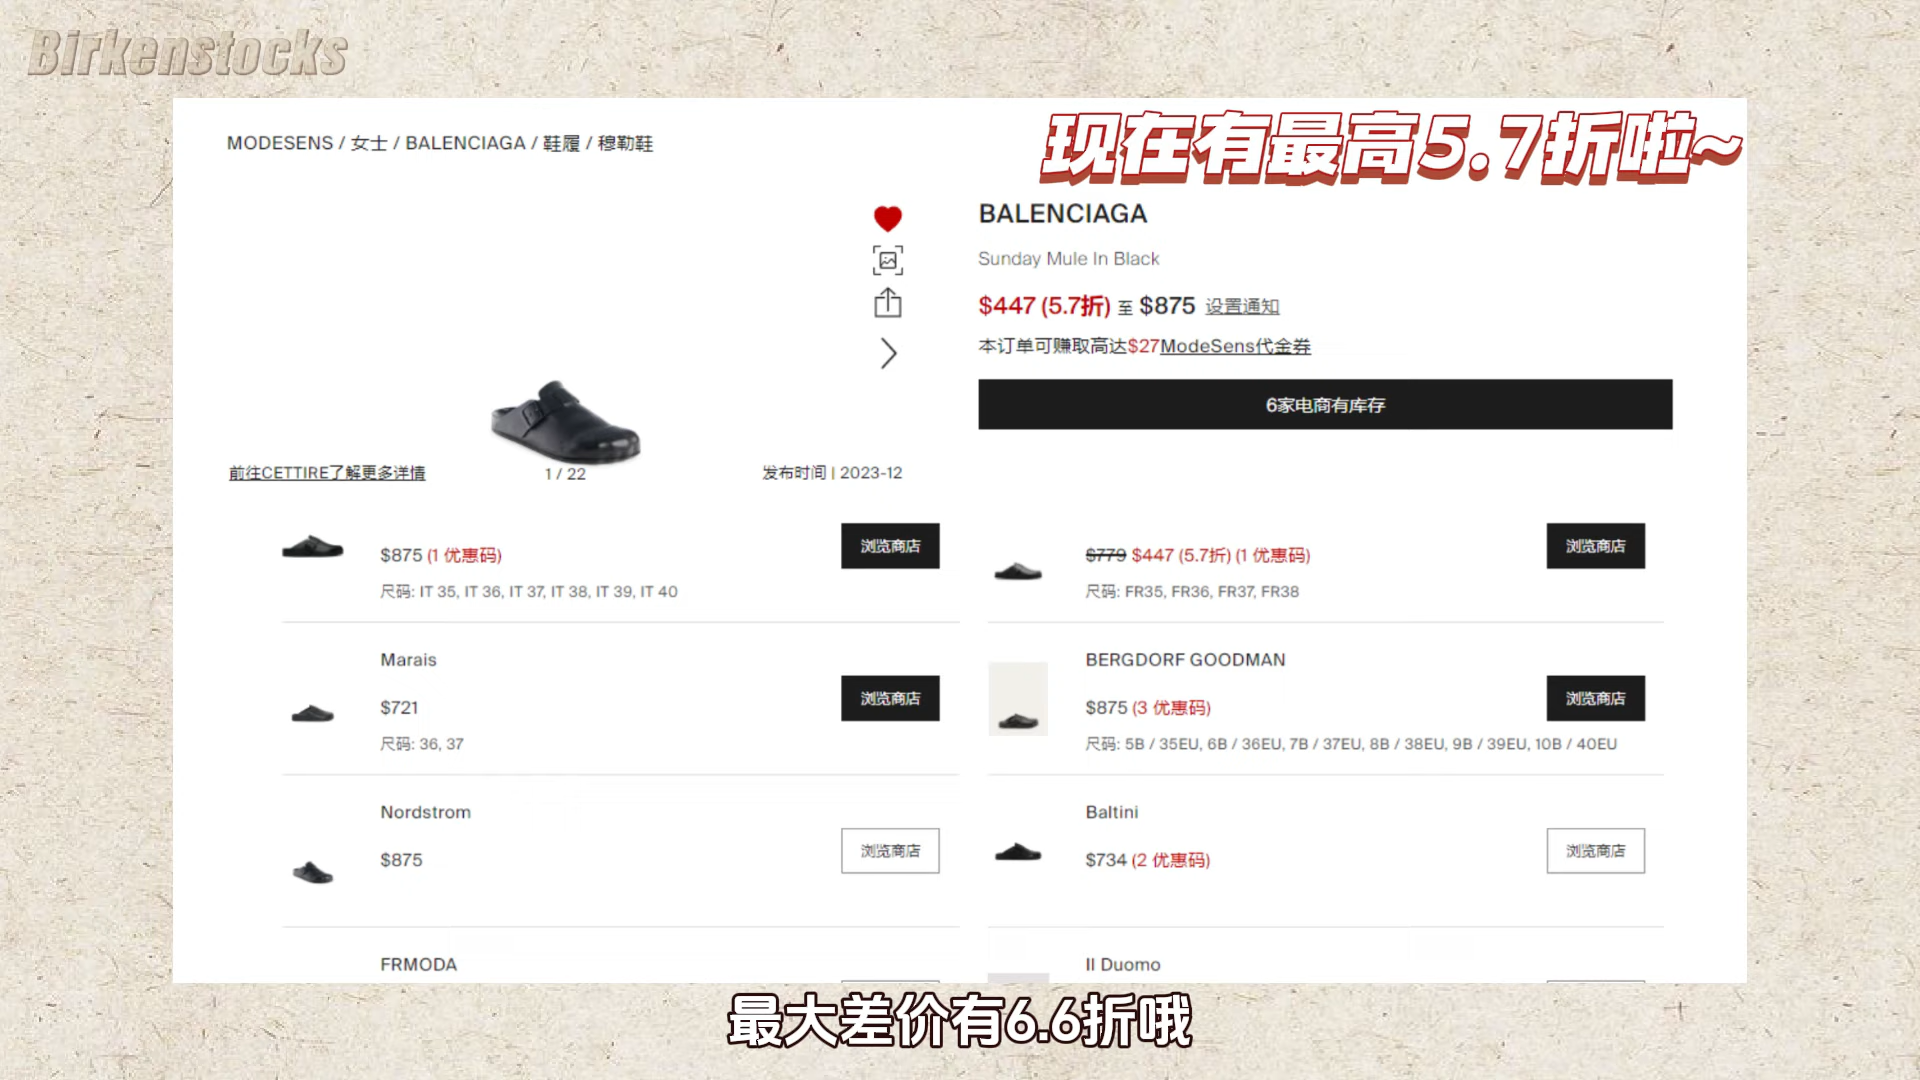 Birkenstocks
现在有最高5.7折啦~
MODESENS / 女士 / BALENCIAGA / 鞋履 / 穆勒鞋
BALENCIAGA
Sunday Mule In Black
$447 (5.7折) 至 $875 设置通知
本订单可赚取高达$27ModeSens代金券
6家电商有库存
前往CETTIRE了解更多详情
1 / 22
发布时间 | 2023-12
$875 (1 优惠码)
尺码: IT 35, IT 36, IT 37, IT 38, IT 39, IT 40
浏览商店
$779 $447 (5.7折) (1 优惠码)
尺码: FR35, FR36, FR37, FR38
浏览商店
Marais
$721
尺码: 36, 37
浏览商店
BERGDORF GOODMAN
$875 (3 优惠码)
尺码: 5B / 35EU, 6B / 36EU, 7B / 37EU, 8B / 38EU, 9B / 39EU, 10B / 40EU
浏览商店
Nordstrom
$875
浏览商店
Baltini
$734 (2 优惠码)
浏览商店
FRMODA
Il Duomo
最大差价有6.6折哦